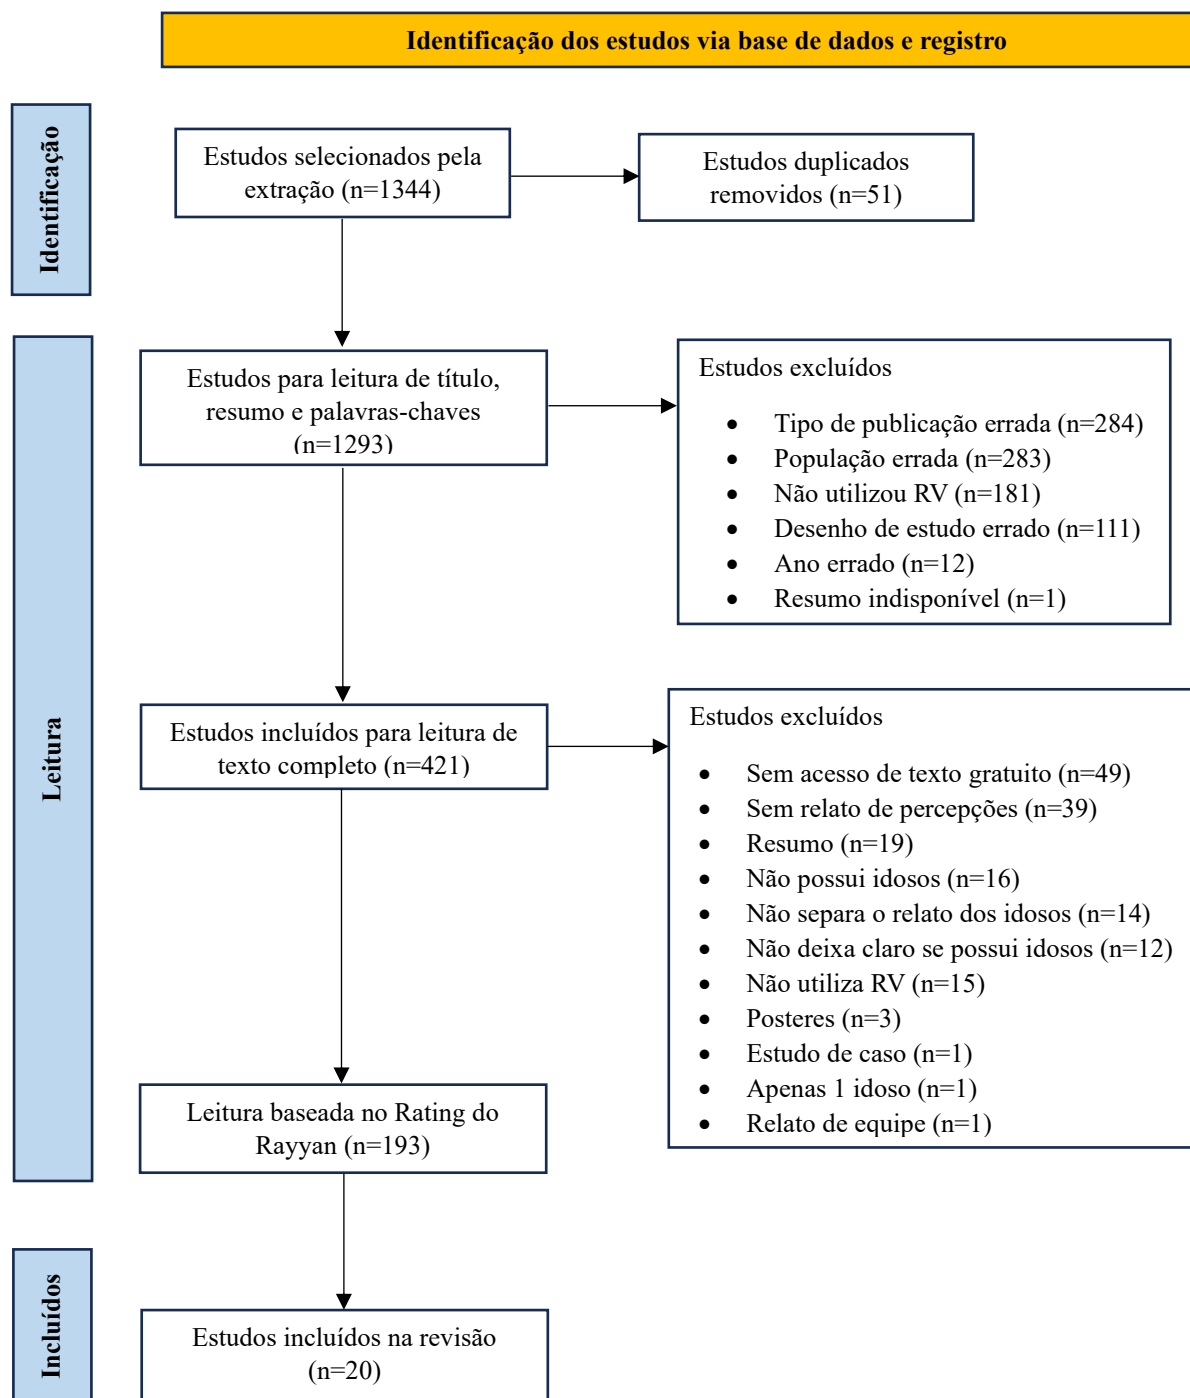 Identificação dos estudos via base de dados e registro
Identificação
Estudos selecionados pela
extração (n=1344)
Estudos duplicados
removidos (n=51)
Leitura
Estudos para leitura de título,
resumo e palavras-chaves
(n=1293)
Estudos excluídos
• Tipo de publicação errada (n=284)
• População errada (n=283)
• Não utilizou RV (n=181)
• Desenho de estudo errado (n=111)
• Ano errado (n=12)
• Resumo indisponível (n=1)
Estudos incluídos para leitura de
texto completo (n=421)
Estudos excluídos
• Sem acesso de texto gratuito (n=49)
• Sem relato de percepções (n=39)
• Resumo (n=19)
• Não possui idosos (n=16)
• Não separa o relato dos idosos (n=14)
• Não deixa claro se possui idosos (n=12)
• Não utiliza RV (n=15)
• Posteres (n=3)
• Estudo de caso (n=1)
• Apenas 1 idoso (n=1)
• Relato de equipe (n=1)
Leitura baseada no Rating do
Rayyan (n=193)
Incluídos
Estudos incluídos na revisão
(n=20)